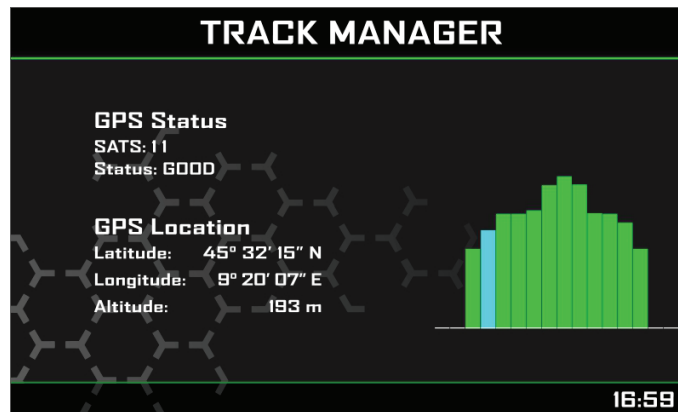 TRACK MANAGER
GPS Status
SATS: 11
Status: GOOD
GPS Location
Latitude: 45° 32' 15" N
Longitude: 9° 20' 07" E
Altitude: 193 m
16:59